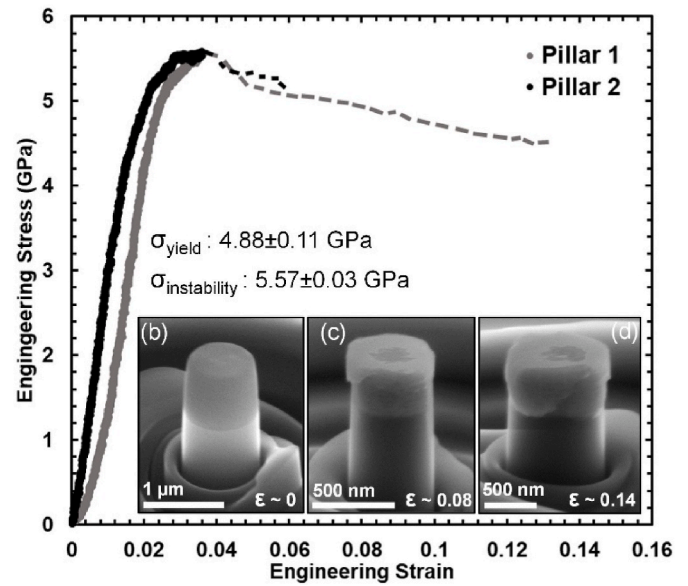 6
5
4
3
2
1
0
Engingeering Stress (GPa)
Pillar 1
Pillar 2
σyield : 4.88±0.11 GPa
σinstability : 5.57±0.03 GPa
(b)
1 µm
ε ~ 0
(c)
500 nm
ε ~ 0.08
(d)
500 nm
ε ~ 0.14
0 0.02 0.04 0.06 0.08 0.1 0.12 0.14 0.16
Engineering Strain